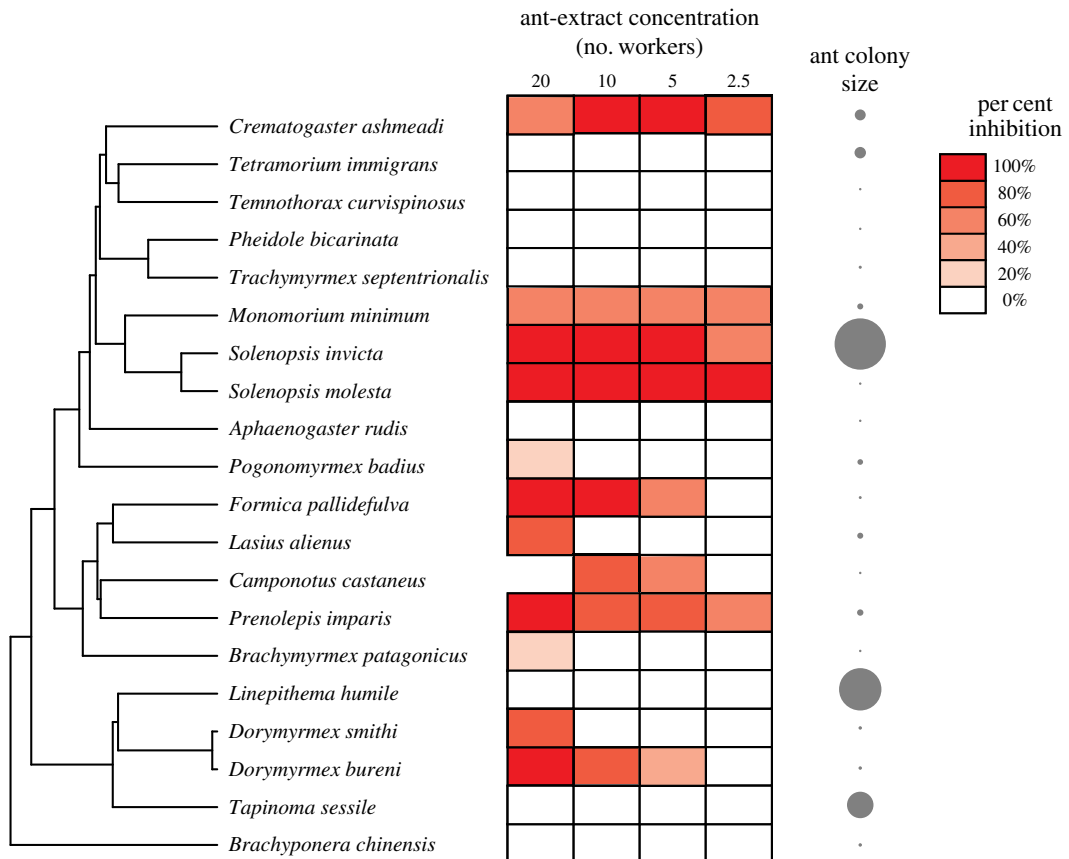 ant-extract concentration
(no. workers)
20 10 5 2.5
ant colony
size
per cent
inhibition
100%
80%
60%
40%
20%
0%
Crematogaster ashmeadi
Tetramorium immigrans
Temnothorax curvispinosus
Pheidole bicarinata
Trachymyrmex septentrionalis
Monomorium minimum
Solenopsis invicta
Solenopsis molesta
Aphaenogaster rudis
Pogonomyrmex badius
Formica pallidefulva
Lasius alienus
Camponotus castaneus
Prenolepis imparis
Brachymyrmex patagonicus
Linepithema humile
Dorymyrmex smithi
Dorymyrmex bureni
Tapinoma sessile
Brachyponera chinensis